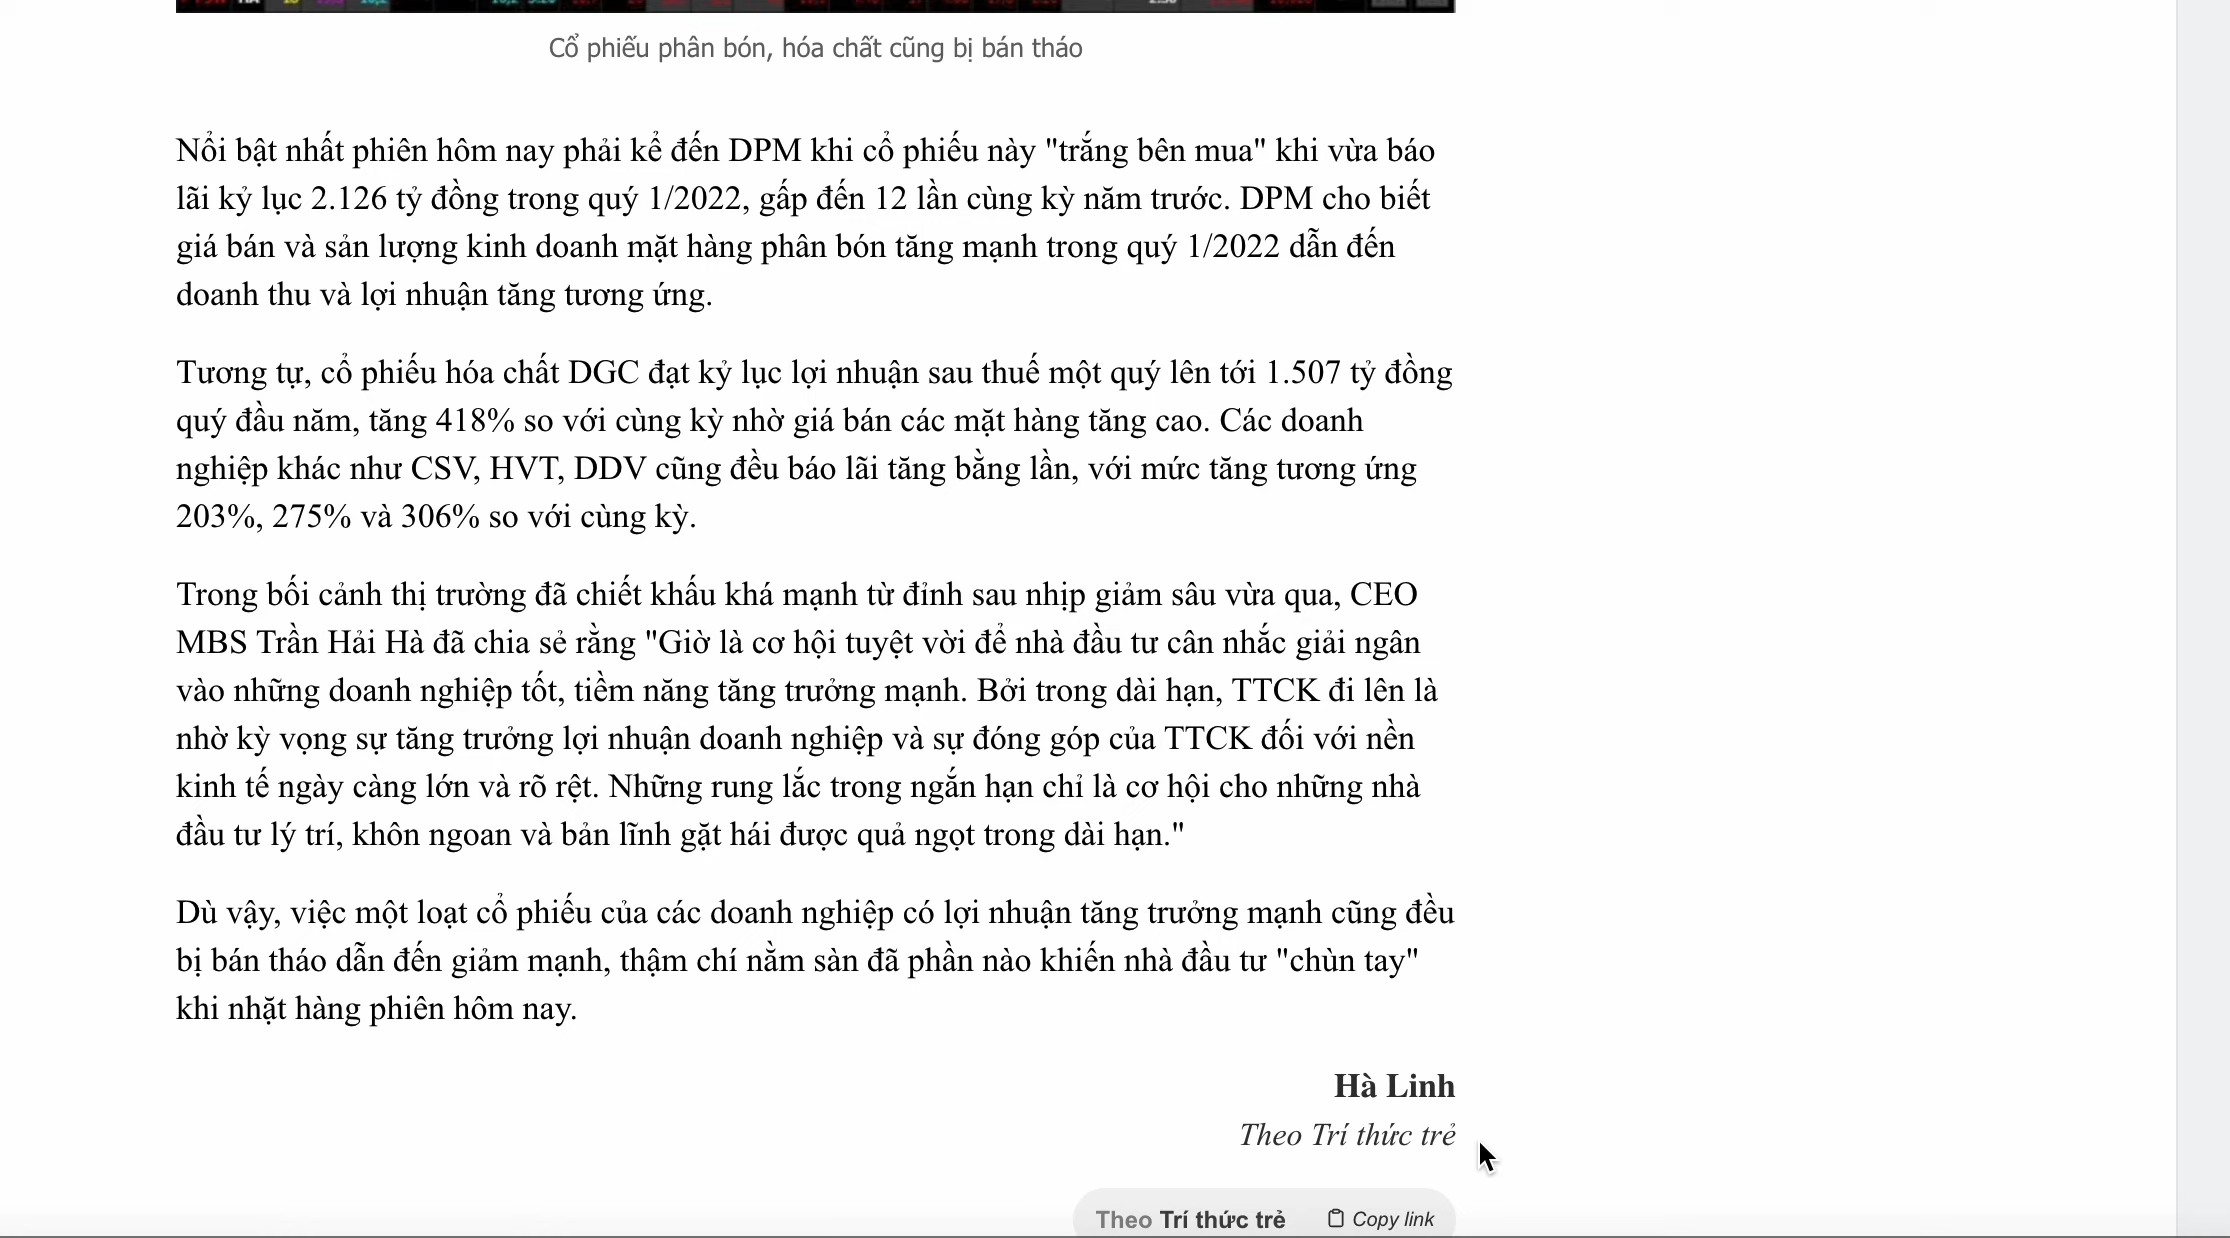 Cổ phiếu phân bón, hóa chất cũng bị bán tháo
Nổi bật nhất phiên hôm nay phải kể đến DPM khi cổ phiếu này "trắng bên mua" khi vừa báo
lãi kỷ lục 2.126 tỷ đồng trong quý 1/2022, gấp đến 12 lần cùng kỳ năm trước. DPM cho biết
giá bán và sản lượng kinh doanh mặt hàng phân bón tăng mạnh trong quý 1/2022 dẫn đến
doanh thu và lợi nhuận tăng tương ứng.
Tương tự, cổ phiếu hóa chất DGC đạt kỷ lục lợi nhuận sau thuế một quý lên tới 1.507 tỷ đồng
quý đầu năm, tăng 418% so với cùng kỳ nhờ giá bán các mặt hàng tăng cao. Các doanh
nghiệp khác như CSV, HVT, DDV cũng đều báo lãi tăng bằng lần, với mức tăng tương ứng
203%, 275% và 306% so với cùng kỳ.
Trong bối cảnh thị trường đã chiết khấu khá mạnh từ đỉnh sau nhịp giảm sâu vừa qua, CEO
MBS Trần Hải Hà đã chia sẻ rằng "Giờ là cơ hội tuyệt vời để nhà đầu tư cân nhắc giải ngân
vào những doanh nghiệp tốt, tiềm năng tăng trưởng mạnh. Bởi trong dài hạn, TTCK đi lên là
nhờ kỳ vọng sự tăng trưởng lợi nhuận doanh nghiệp và sự đóng góp của TTCK đối với nền
kinh tế ngày càng lớn và rõ rệt. Những rung lắc trong ngắn hạn chỉ là cơ hội cho những nhà
đầu tư lý trí, khôn ngoan và bản lĩnh gặt hái được quả ngọt trong dài hạn."
Dù vậy, việc một loạt cổ phiếu của các doanh nghiệp có lợi nhuận tăng trưởng mạnh cũng đều
bị bán tháo dẫn đến giảm mạnh, thậm chí nằm sàn đã phần nào khiến nhà đầu tư "chùn tay"
khi nhặt hàng phiên hôm nay.
Hà Linh
Theo Trí thức trẻ
Theo Trí thức trẻ Copy link